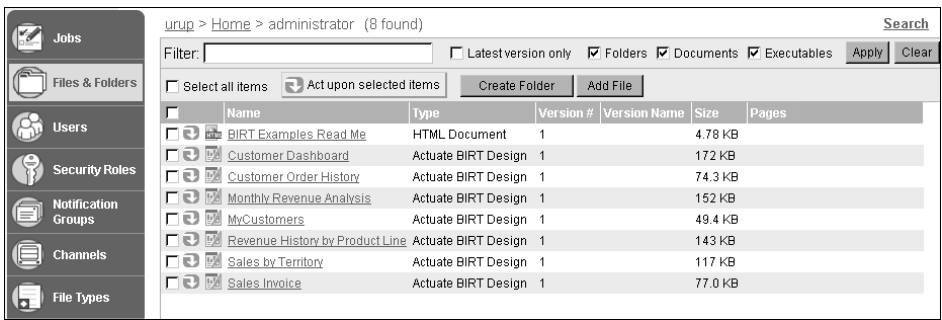 urup > Home > administrator (8 found) Search
Jobs
Files & Folders
Users
Security Roles
Notification
Groups
Channels
File Types
Filter: Latest version only Folders Documents Executables Apply Clear
Select all items Act upon selected items Create Folder Add File
Name Type Version # Version Name Size Pages
BIRT Examples Read Me HTML Document 1 4.78 KB
Customer Dashboard Actuate BIRT Design 1 172 KB
Customer Order History Actuate BIRT Design 1 74.3 KB
Monthly Revenue Analysis Actuate BIRT Design 1 152 KB
MyCustomers Actuate BIRT Design 1 49.4 KB
Revenue History by Product Line Actuate BIRT Design 1 143 KB
Sales by Territory Actuate BIRT Design 1 117 KB
Sales Invoice Actuate BIRT Design 1 77.0 KB